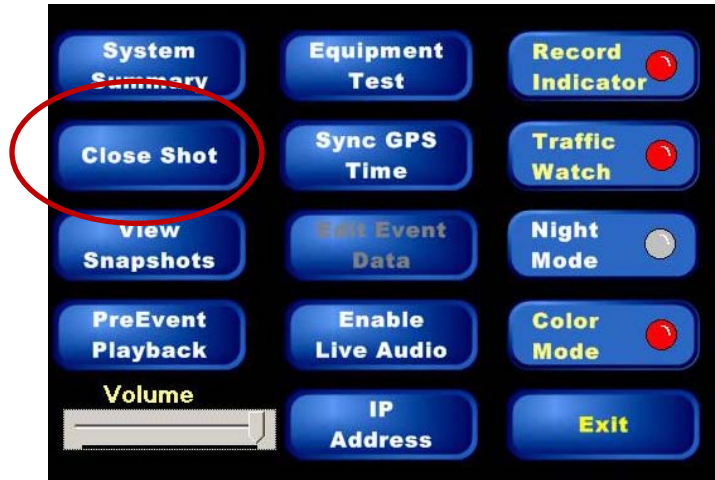 System
Summary
Equipment
Test
Record
Indicator
Close Shot
Sync GPS
Time
Traffic
Watch
View
Snapshots
Edit Event
Data
Night
Mode
PreEvent
Playback
Enable
Live Audio
Color
Mode
Volume
IP
Address
Exit